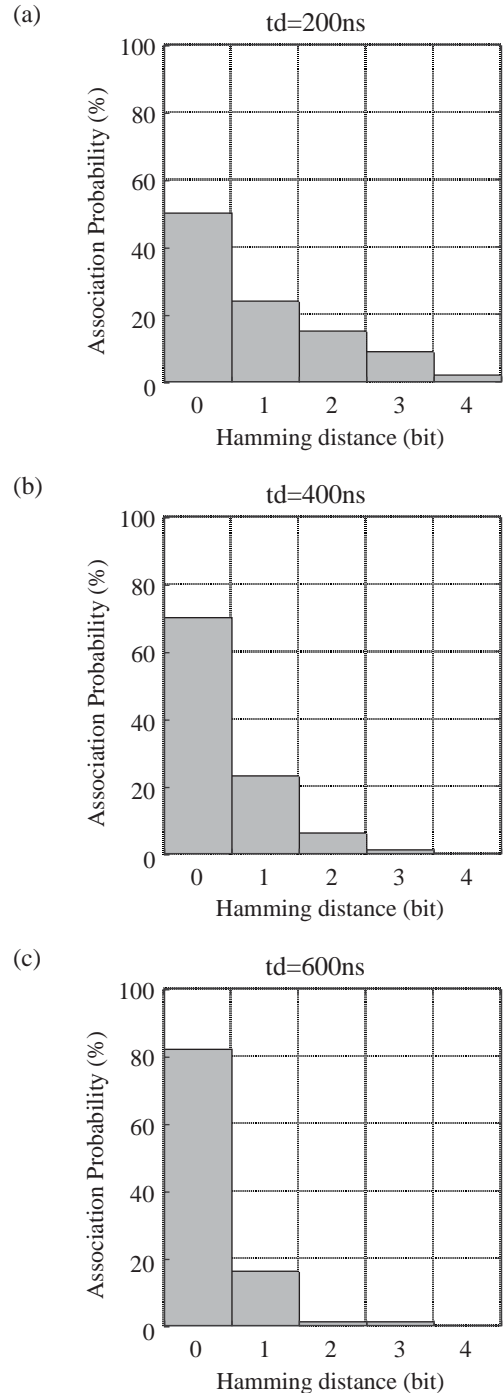 (a)
td=200ns
Association Probability (%)
100
80
60
40
20
0
0 1 2 3 4
Hamming distance (bit)
(b)
td=400ns
Association Probability (%)
100
80
60
40
20
0
0 1 2 3 4
Hamming distance (bit)
(c)
td=600ns
Association Probability (%)
100
80
60
40
20
0
0 1 2 3 4
Hamming distance (bit)